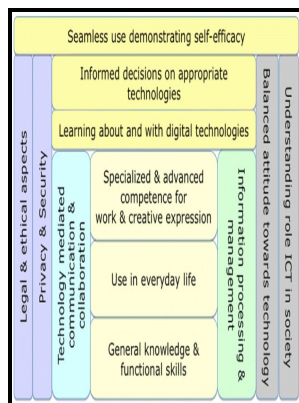 Seamless use demonstrating self-efficacy
Informed decisions on appropriate
technologies
Learning about and with digital technologies
Legal & ethical aspects
Privacy & Security
Technology mediated
communication &
collaboration
Specialized & advanced
competence for
work & creative expression
Use in everyday life
General knowledge &
functional skills
Information processing &
management
Balanced attitude towards technology
Understanding role ICT in society